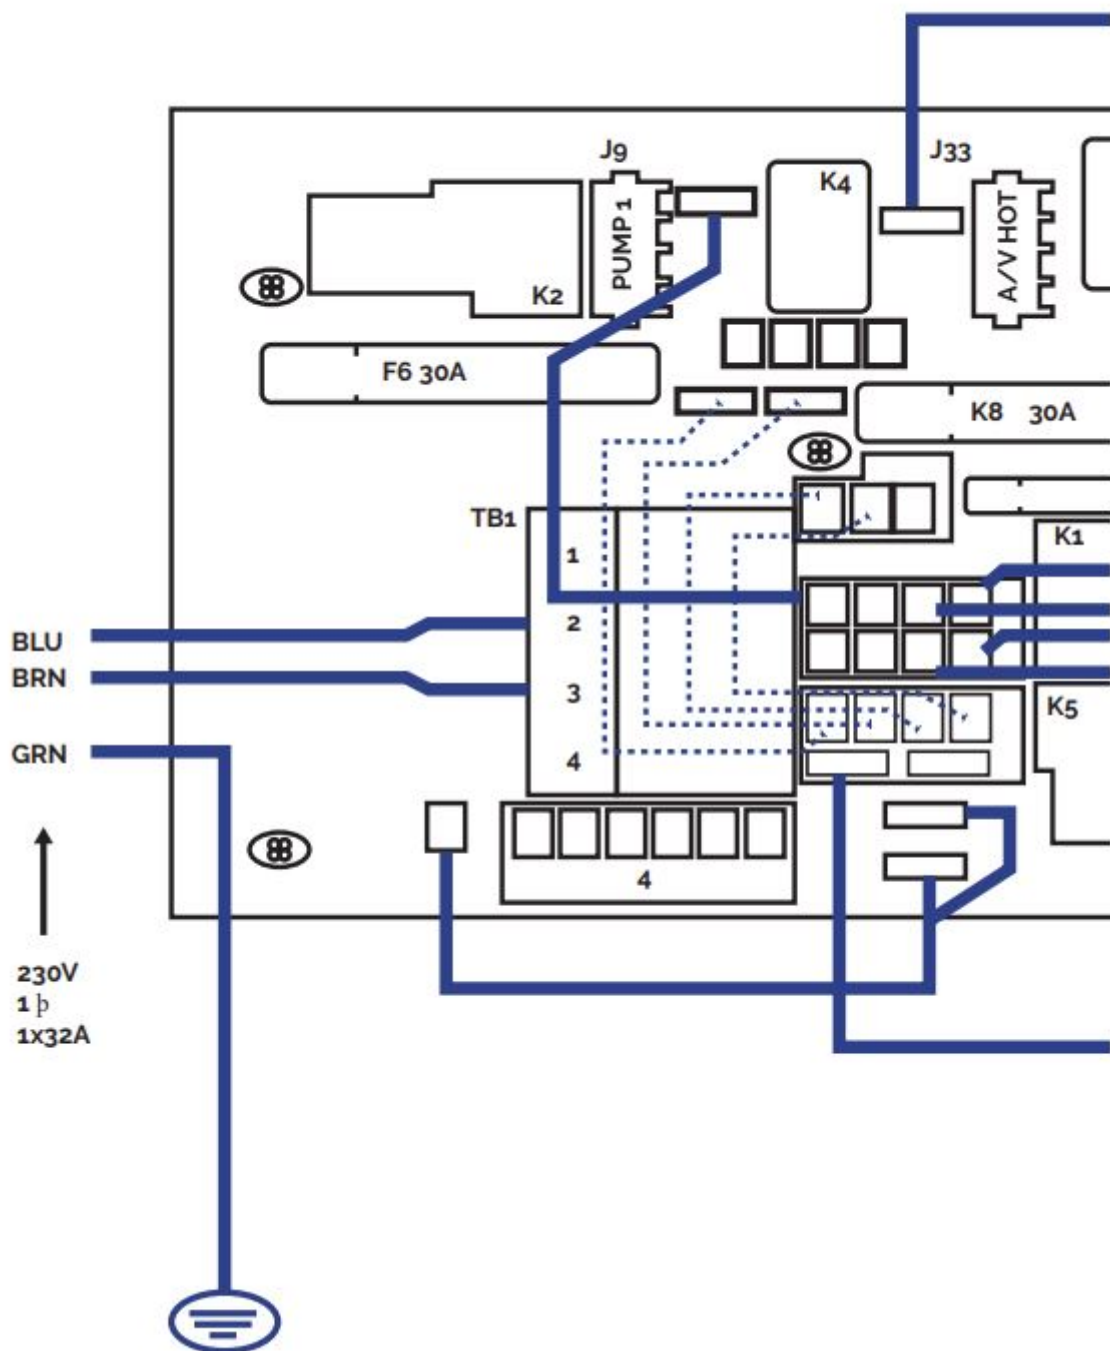 J9
J33
K4
PUMP 1
A/V HOT
K2
F6 30A
K8 30A
TB1
K1
1
BLU
2
BRN
3
K5
GRN
4
4
230V
1 þ
1x32A